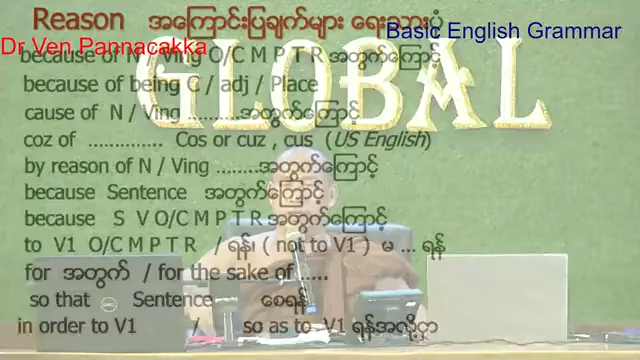 Reason အကြောင်းပြချက်များ ရေးသားပုံ
Basic English Grammar
Dr Ven Pannacakka
because of N / Ving O/C M P T R အတွက်ကြောင့်
GLOBAL
because of being C / adj / Place
cause of N / Ving .........အတွက်ကြောင့်
coz of .............. Cos or cuz , cus (US English)
by reason of N / Ving ........အတွက်ကြောင့်
because Sentence အတွက်ကြောင့်
because S V O/C M P T R အတွက်ကြောင့်
to V1 O/C M P T R / ရန်၊ ( not to V1 ) မ ... ရန်
for အတွက် / for the sake of .....
so that Sentence စေရန်
in order to V1 / so as to V1 ရန်အလို့ငှာ